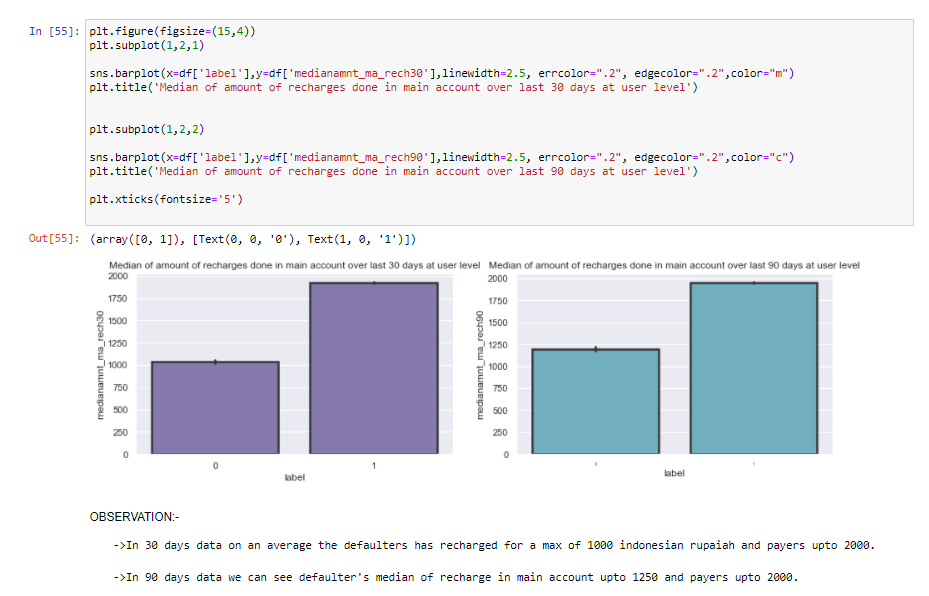 In [55]: plt.figure(figsize=(15,4))
plt.subplot(1,2,1)
sns.barplot(x=df['label'],y=df['medianamnt_ma_rech30'],linewidth=2.5, errcolor=".2", edgecolor=".2",color="m")
plt.title('Median of amount of recharges done in main account over last 30 days at user level')
plt.subplot(1,2,2)
sns.barplot(x=df['label'],y=df['medianamnt_ma_rech90'],linewidth=2.5, errcolor=".2", edgecolor=".2",color="c")
plt.title('Median of amount of recharges done in main account over last 90 days at user level')
plt.xticks(fontsize='5')
Out[55]: (array([0, 1]), [Text(0, 0, '0'), Text(1, 0, '1')])
Median of amount of recharges done in main account over last 30 days at user level
2000
1750
1500
1250
1000
750
500
250
0
medianamnt_ma_rech30
0 1
label
Median of amount of recharges done in main account over last 90 days at user level
2000
1750
1500
1250
1000
750
500
250
0
medianamnt_ma_rech90
0 1
label
OBSERVATION:-
->In 30 days data on an average the defaulters has recharged for a max of 1000 indonesian rupaiah and payers upto 2000.
->In 90 days data we can see defaulter's median of recharge in main account upto 1250 and payers upto 2000.